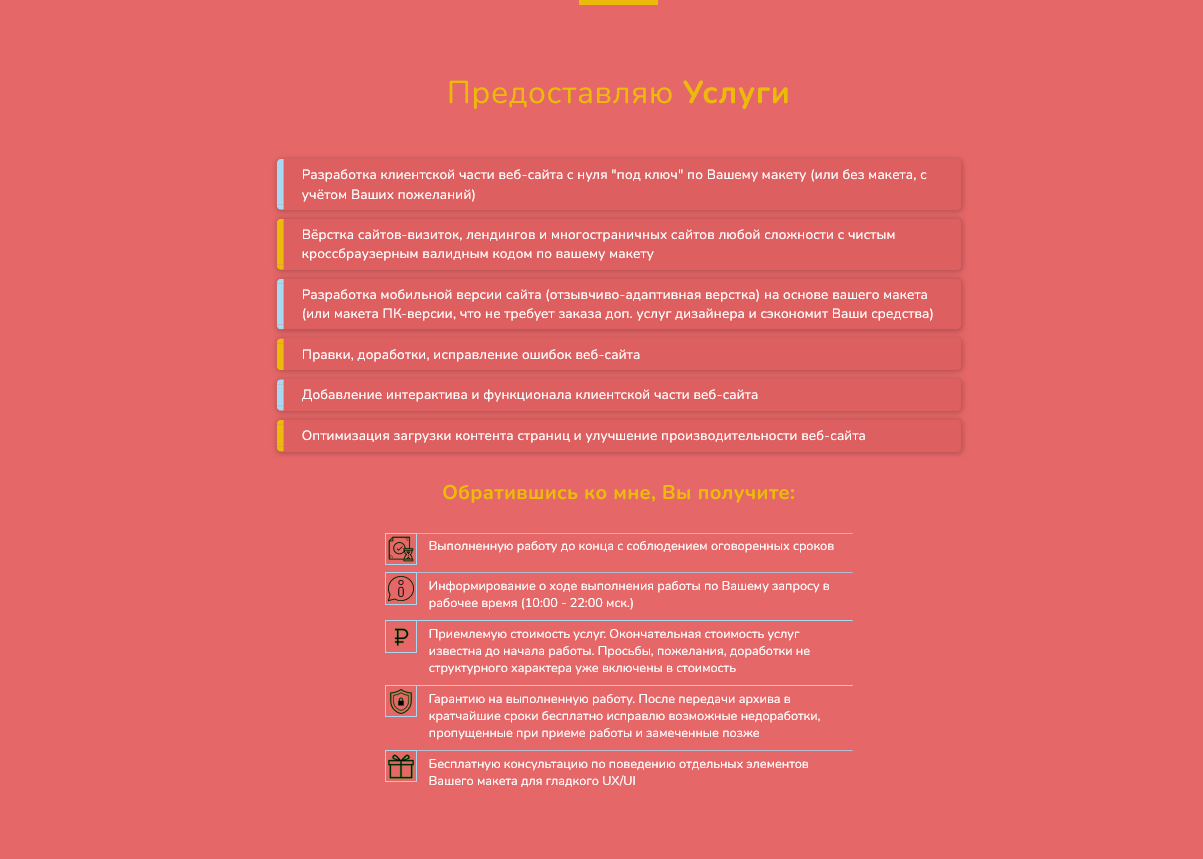 Предоставляю Услуги
Разработка клиентской части веб-сайта с нуля "под ключ" по Вашему макету (или без макета, с
учётом Ваших пожеланий)
Вёрстка сайтов-визиток, лендингов и многостраничных сайтов любой сложности с чистым
кроссбраузерным валидным кодом по вашему макету
Разработка мобильной версии сайта (отзывчиво-адаптивная верстка) на основе вашего макета
(или макета ПК-версии, что не требует заказа доп. услуг дизайнера и сэкономит Ваши средства)
Правки, доработки, исправление ошибок веб-сайта
Добавление интерактива и функционала клиентской части веб-сайта
Оптимизация загрузки контента страниц и улучшение производительности веб-сайта
Обратившись ко мне, Вы получите:
Выполненную работу до конца с соблюдением оговоренных сроков
Информирование о ходе выполнения работы по Вашему запросу в
рабочее время (10:00 - 22:00 мск.)
Приемлемую стоимость услуг. Окончательная стоимость услуг
известна до начала работы. Просьбы, пожелания, доработки не
структурного характера уже включены в стоимость
Гарантию на выполненную работу. После передачи архива в
кратчайшие сроки бесплатно исправлю возможные недоработки,
пропущенные при приеме работы и замеченные позже
Бесплатную консультацию по поведению отдельных элементов
Вашего макета для гладкого UX/UI